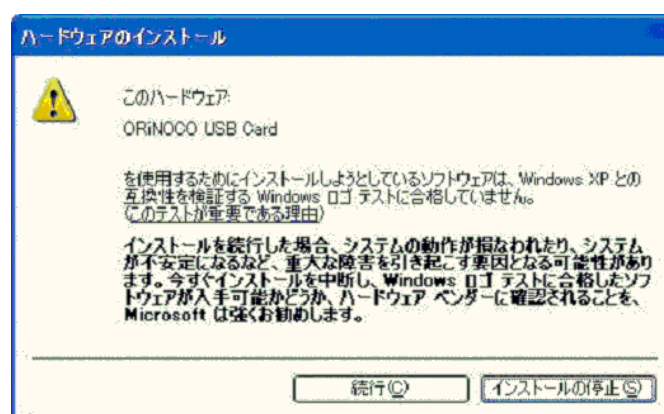 ハードウェアのインストール
このハードウェア:
ORiNOCO USB Card
を使用するためにインストールしようとしているソフトウェアは、Windows XP との
互換性を検証する Windows ロゴ テストに合格していません。
(このテストが重要である理由)
インストールを続行した場合、システムの動作が損なわれたり、システム
が不安定になるなど、重大な障害を引き起こす要因となる可能性があり
ます。今すぐインストールを中断し、Windows ロゴ テストに合格したソフ
トウェアが入手可能かどうか、ハードウェア ベンダーに確認されることを、
Microsoft は強くお勧めします。
続行(C) インストールの停止(S)